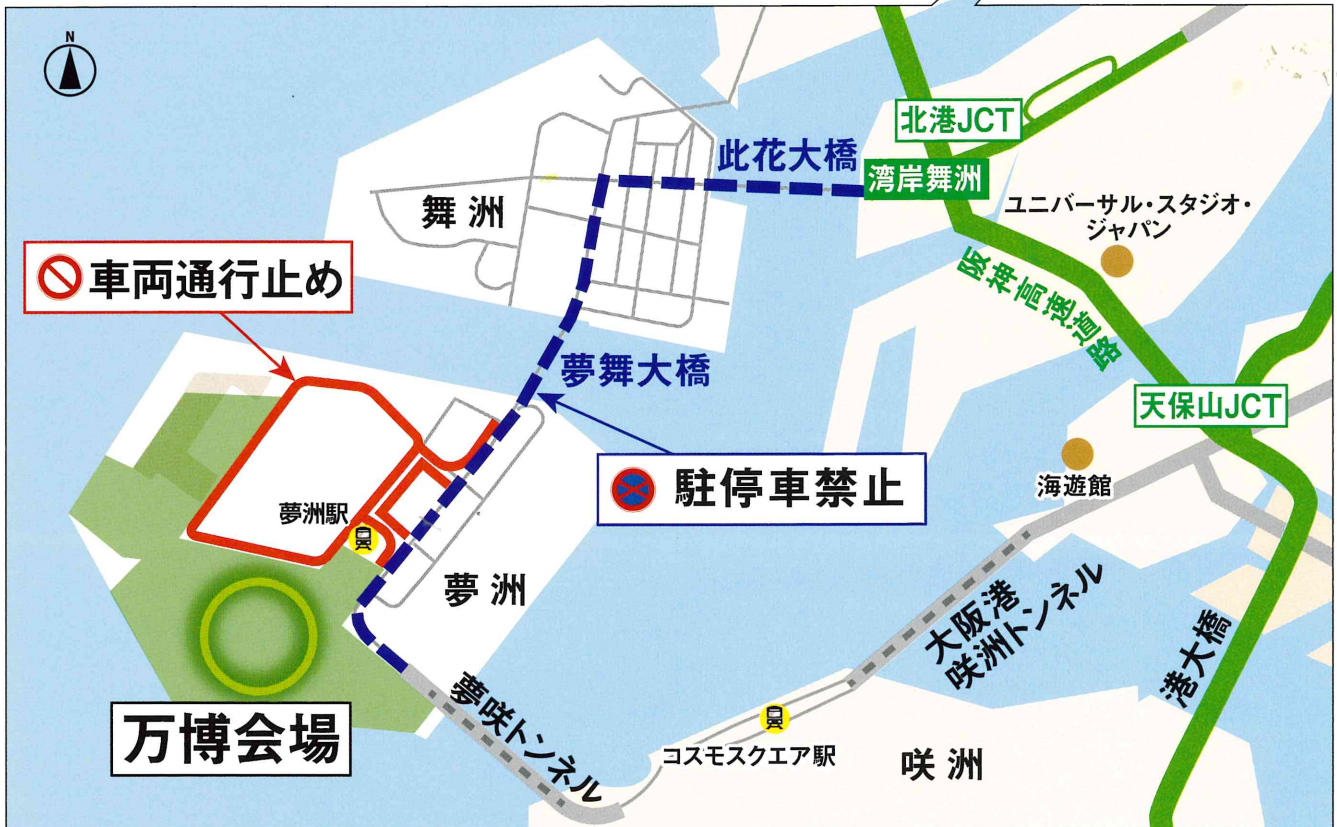 N
北港JCT
此花大橋
湾岸舞洲
舞洲
ユニバーサル・スタジオ・
ジャパン
車両通行止め
阪神高速道路
夢舞大橋
天保山JCT
駐停車禁止
海遊館
夢洲駅
夢洲
大阪港
咲洲トンネル
港大橋
夢咲トンネル
万博会場
コスモスクエア駅
咲洲